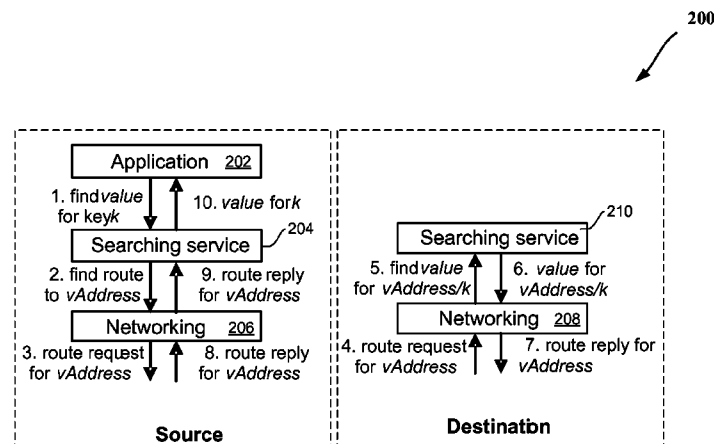 200
Application 202
1. find value
for keyk
10. value fork
Searching service
204
2. find route
to vAddress
9. route reply
for vAddress
Networking 206
3. route request
for vAddress
8. route reply
for vAddress
Source
210
Searching service
5. find value
for vAddress/k
6. value for
vAddress/k
Networking 208
4. route request
for vAddress
7. route reply for
vAddress
Destination